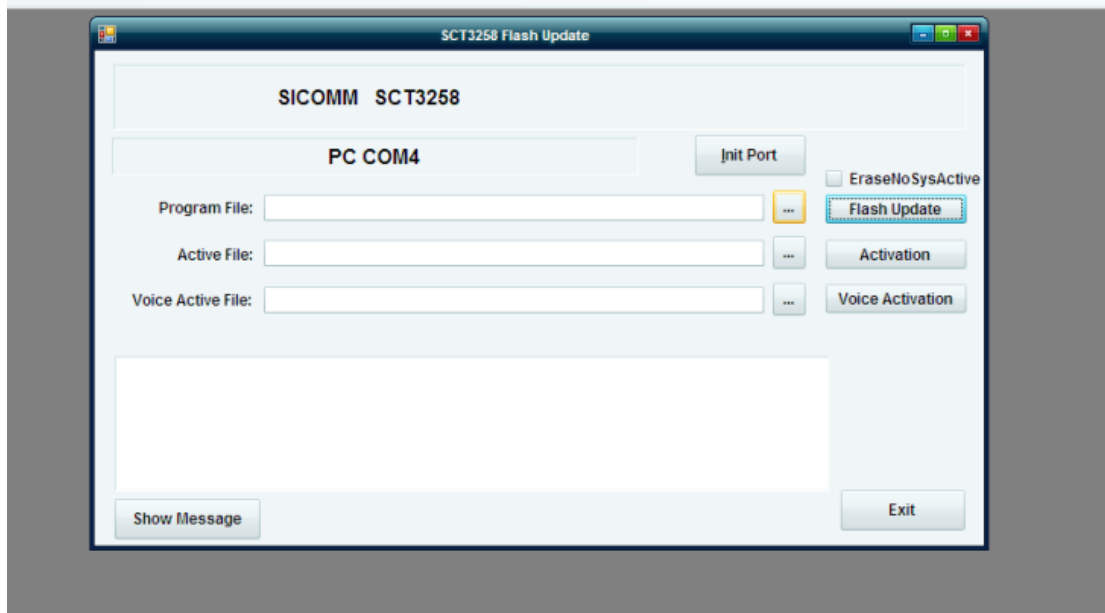 SCT3258 Flash Update
SICOMM SCT3258
PC COM4
Init Port
EraseNoSysActive
Program File:
...
Flash Update
Active File:
...
Activation
Voice Active File:
...
Voice Activation
Show Message
Exit